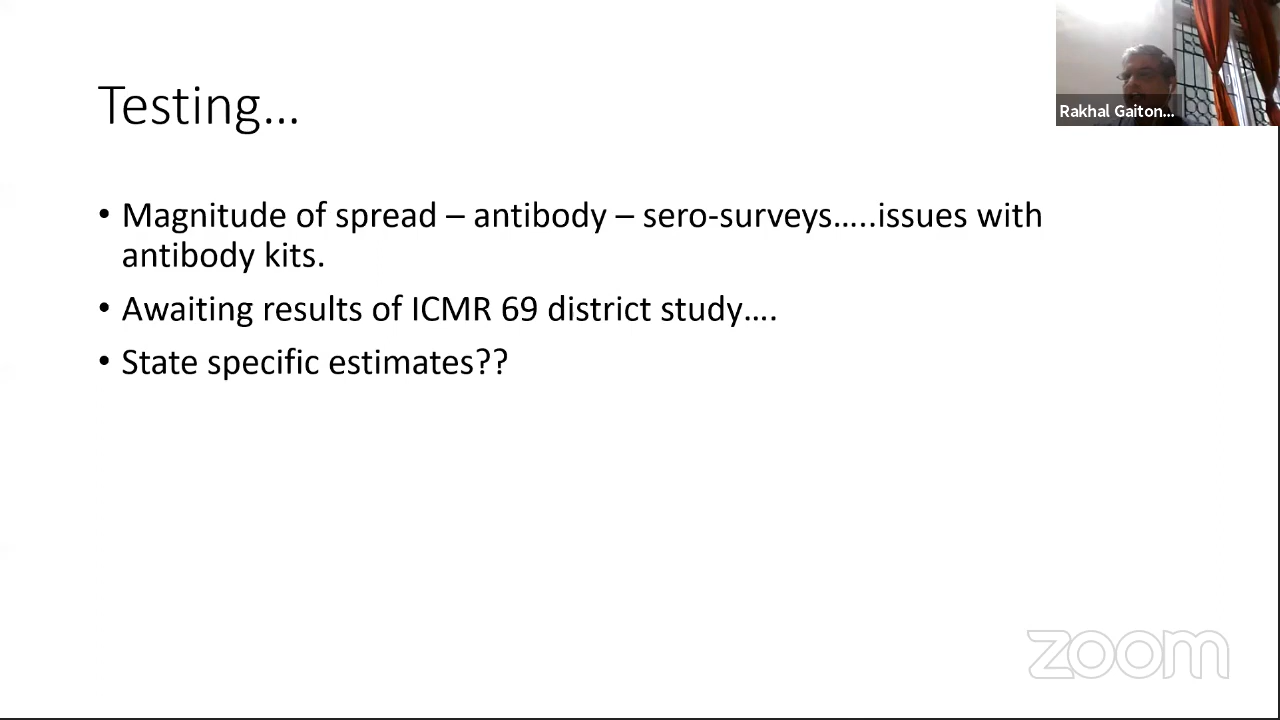 Testing…
Rakhal Gaiton...
• Magnitude of spread – antibody – sero-surveys…..issues with
antibody kits.
• Awaiting results of ICMR 69 district study….
• State specific estimates??
zoom